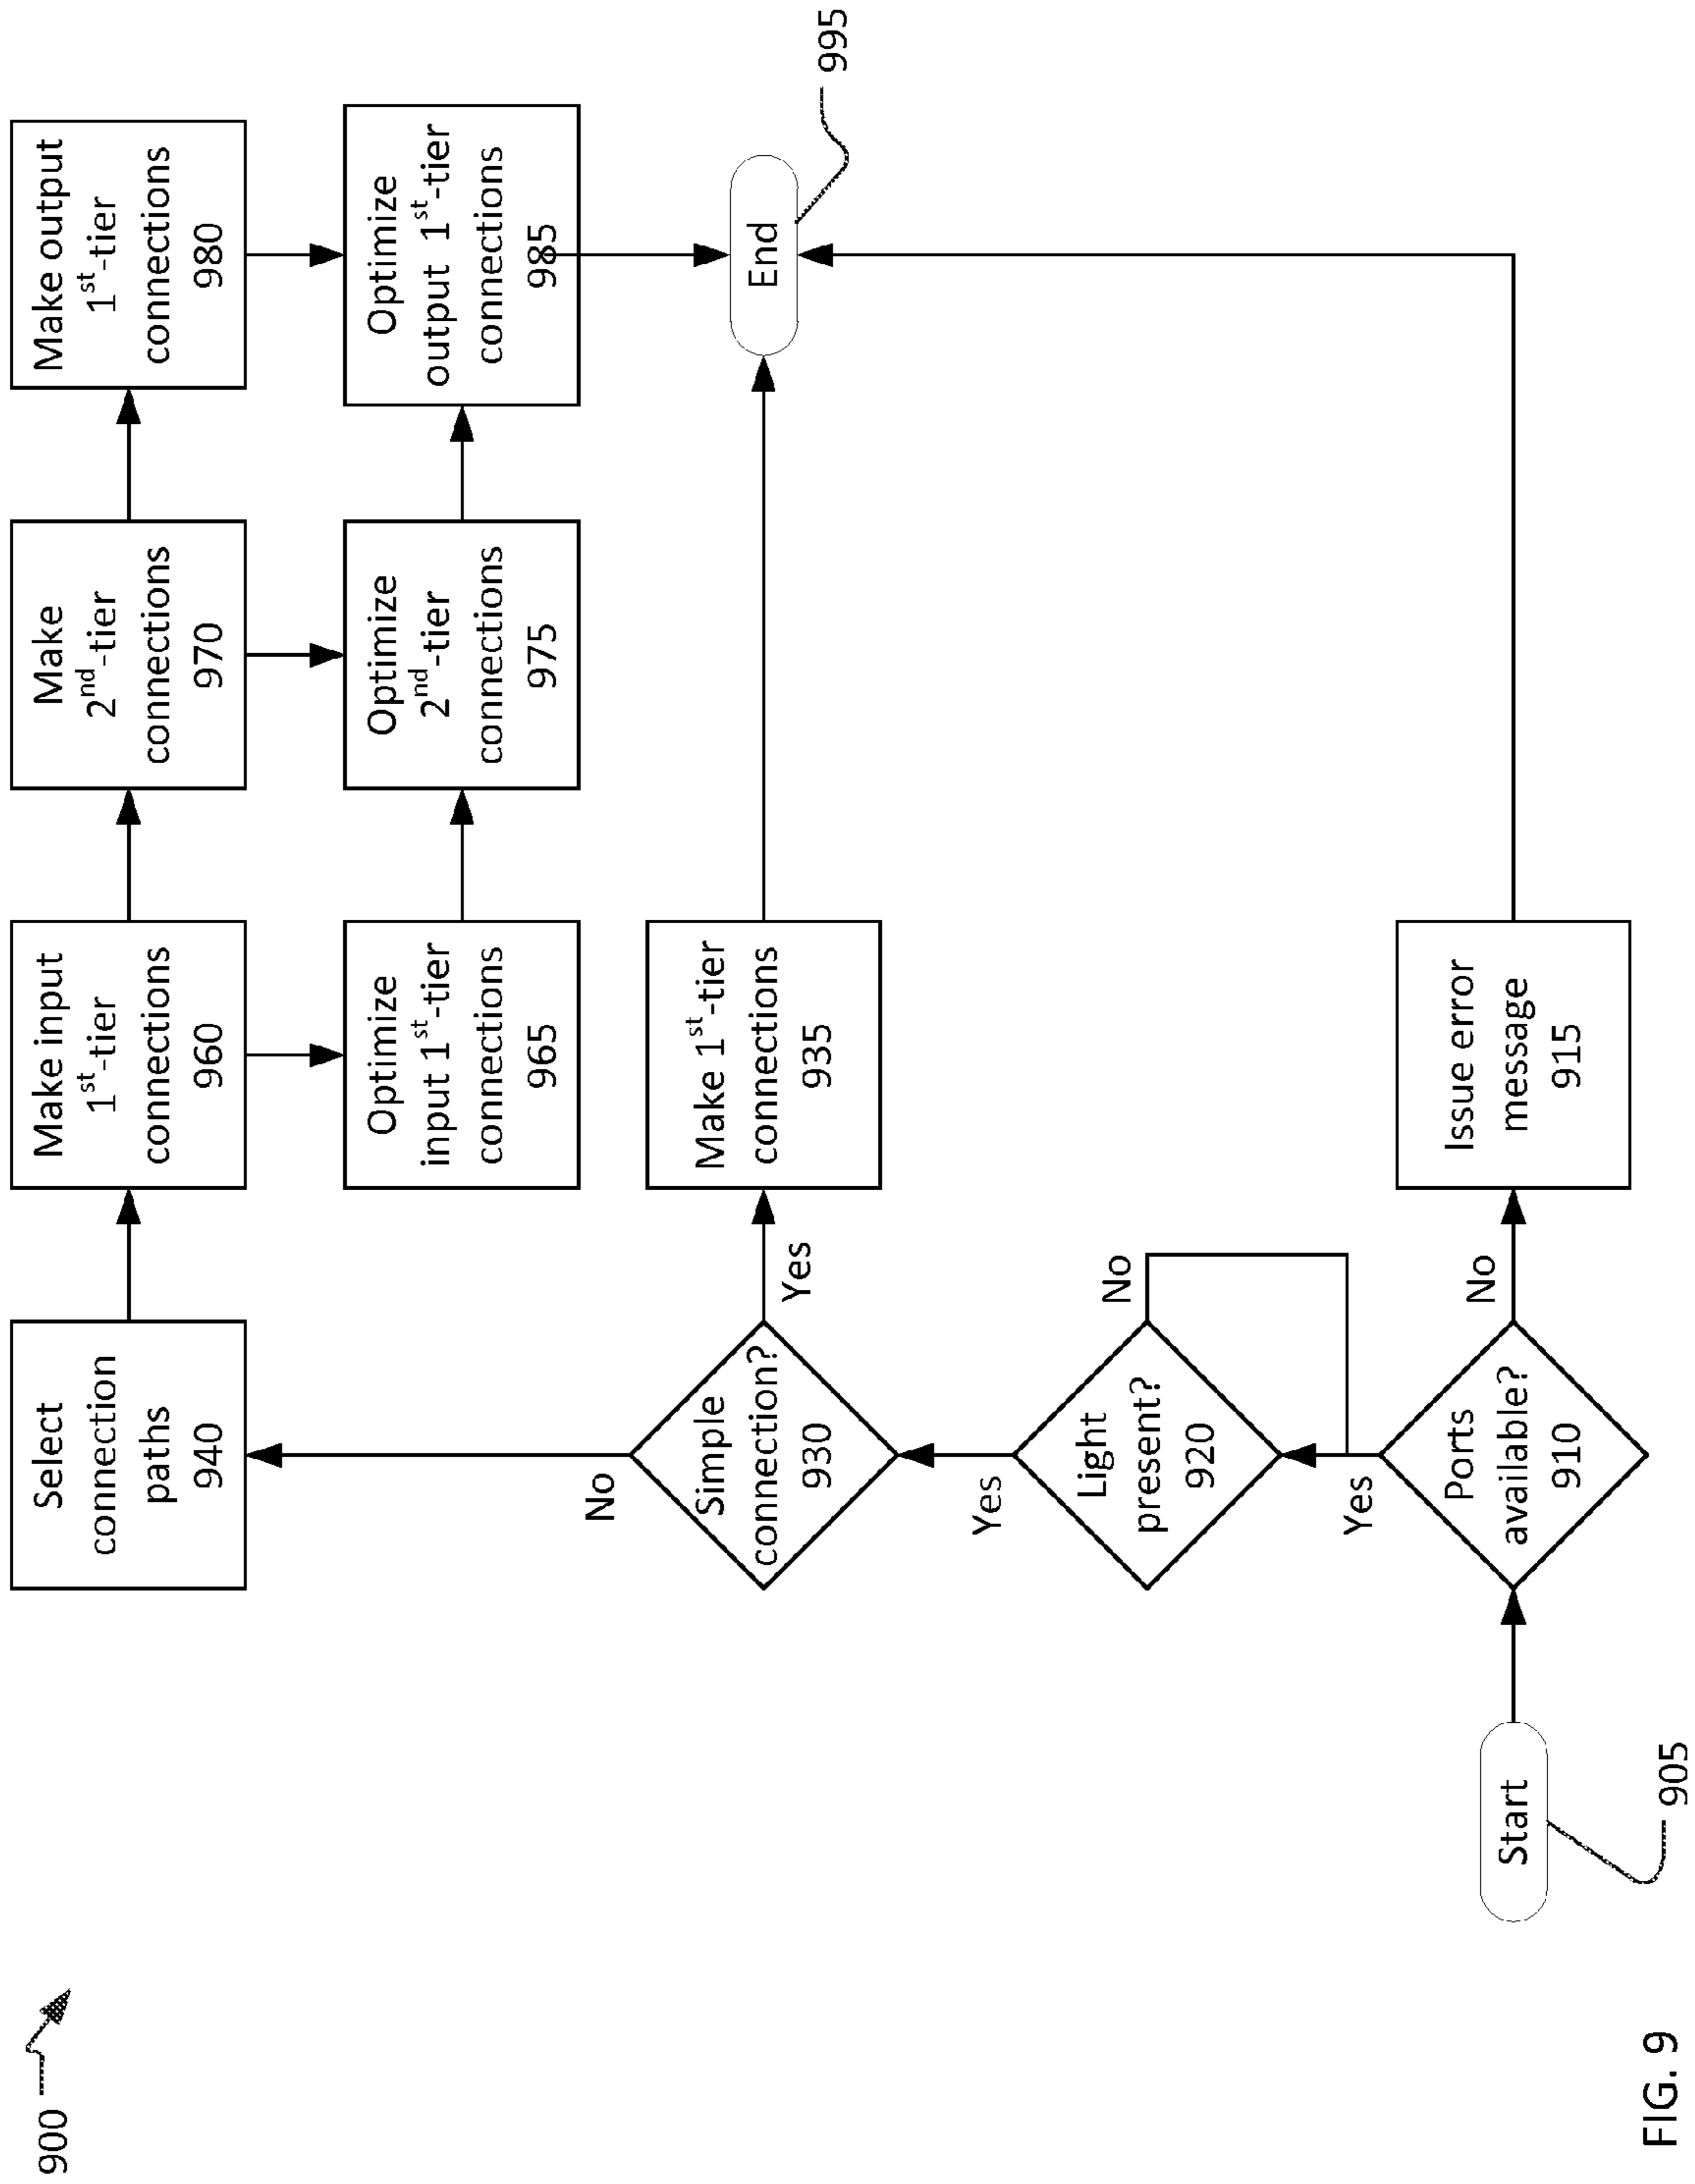 900
Select
connection
paths
940
Make input
1st-tier
connections
960
Make
2nd-tier
connections
970
Make output
1st-tier
connections
980
Optimize
input 1st-tier
connections
965
Optimize
2nd-tier
connections
975
Optimize
output 1st-tier
connections
985
No
Simple
connection?
930
Yes
Make 1st-tier
connections
935
End
995
Yes
Light
present?
920
No
Yes
Ports
available?
910
No
Issue error
message
915
Start
905
FIG. 9